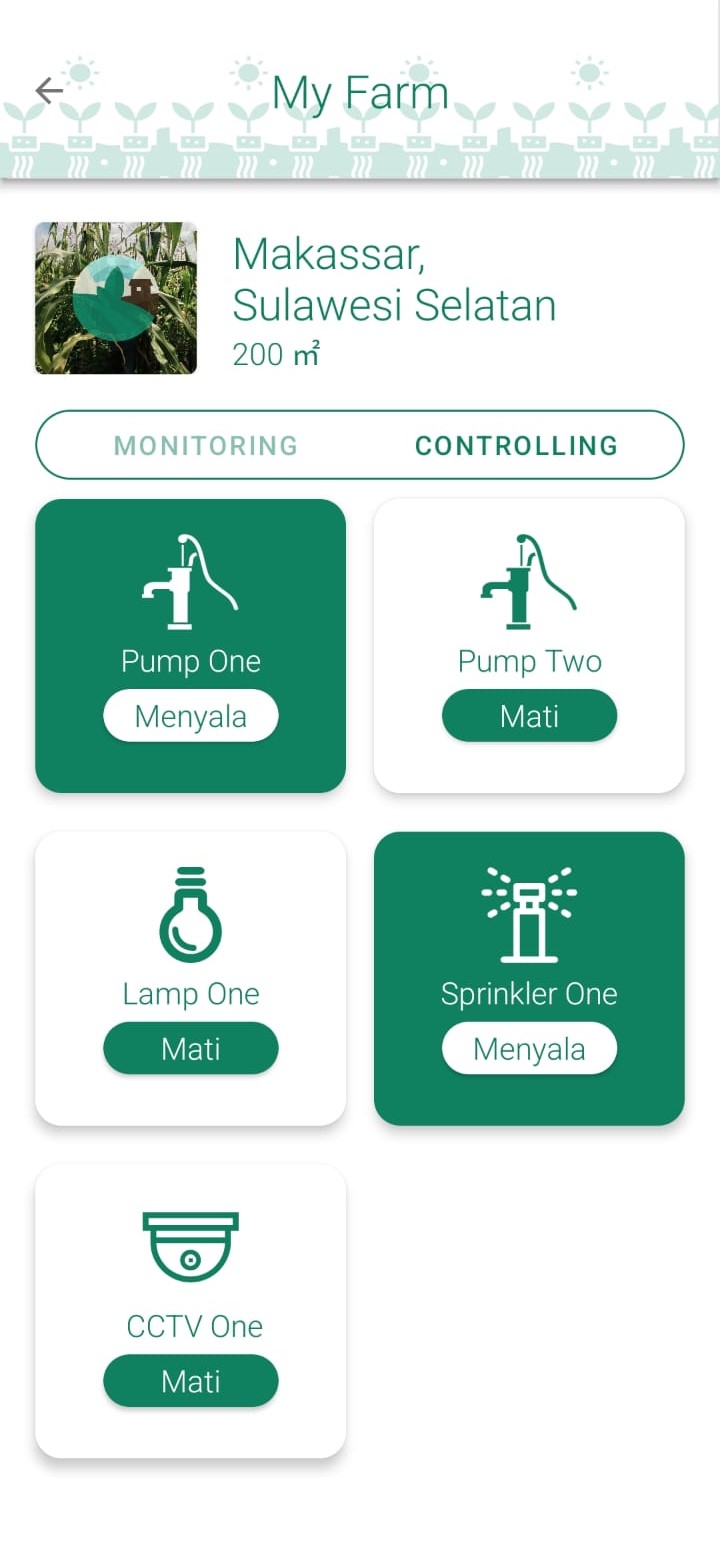 My Farm
Makassar,
Sulawesi Selatan
200 ㎡
MONITORING
CONTROLLING
Pump One
Menyala
Pump Two
Mati
Lamp One
Mati
Sprinkler One
Menyala
CCTV One
Mati